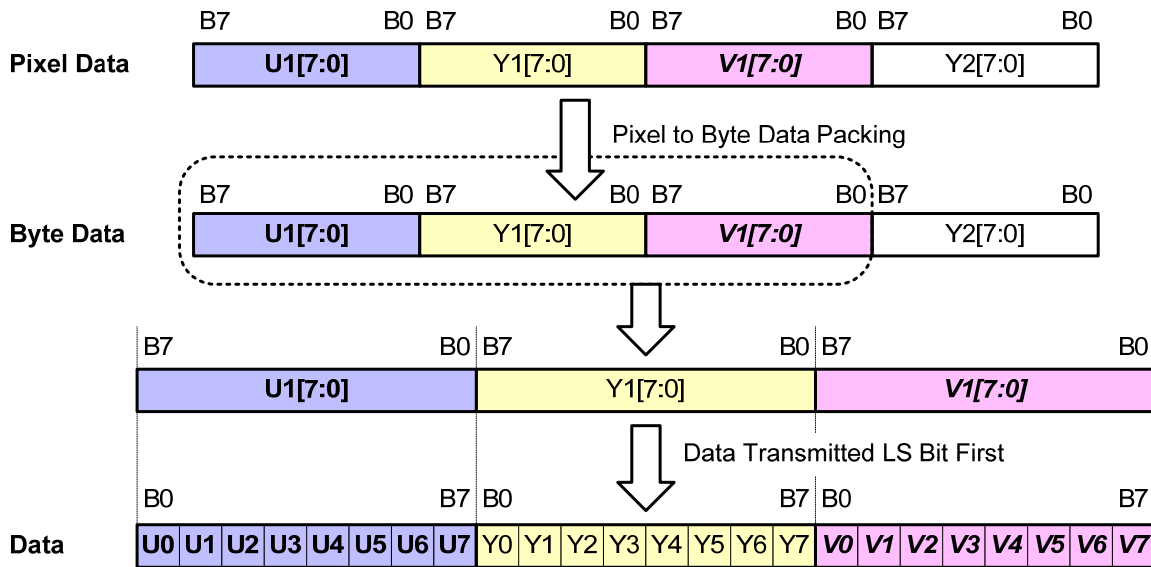 B7 B0 B7 B0 B7 B0 B7 B0
Pixel Data U1[7:0] Y1[7:0] V1[7:0] Y2[7:0]
Pixel to Byte Data Packing
B7 B0 B7 B0 B7 B0 B7 B0
Byte Data U1[7:0] Y1[7:0] V1[7:0] Y2[7:0]
B7 B0 B7 B0 B7 B0
U1[7:0] Y1[7:0] V1[7:0]
Data Transmitted LS Bit First
B0 B7 B0 B7 B0 B7
Data U0 U1 U2 U3 U4 U5 U6 U7 Y0 Y1 Y2 Y3 Y4 Y5 Y6 Y7 V0 V1 V2 V3 V4 V5 V6 V7